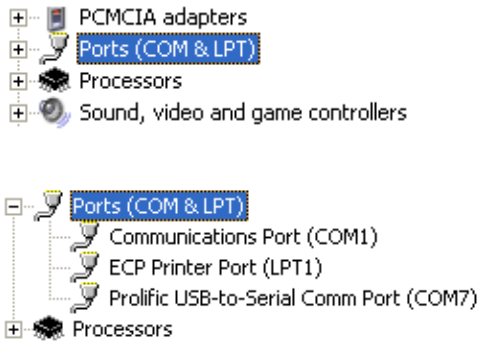 PCMCIA adapters
Ports (COM & LPT)
Processors
Sound, video and game controllers
Ports (COM & LPT)
Communications Port (COM1)
ECP Printer Port (LPT1)
Prolific USB-to-Serial Comm Port (COM7)
Processors